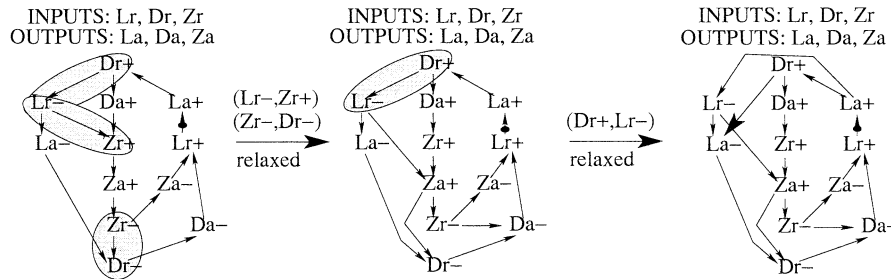 INPUTS: Lr, Dr, Zr
OUTPUTS: La, Da, Za
Dr+
Lr− Da+ La+
La− Zr+ Lr+
Za+ Za−
Zr− Da−
Dr−
(Lr−,Zr+)
(Zr−,Dr−)
relaxed
INPUTS: Lr, Dr, Zr
OUTPUTS: La, Da, Za
Dr+
Lr− Da+ La+
La− Zr+ Lr+
Za+ Za−
Zr− Da−
Dr−
(Dr+,Lr−)
relaxed
INPUTS: Lr, Dr, Zr
OUTPUTS: La, Da, Za
Dr+
Lr− Da+ La+
La− Zr+ Lr+
Za+ Za−
Zr− Da−
Dr−